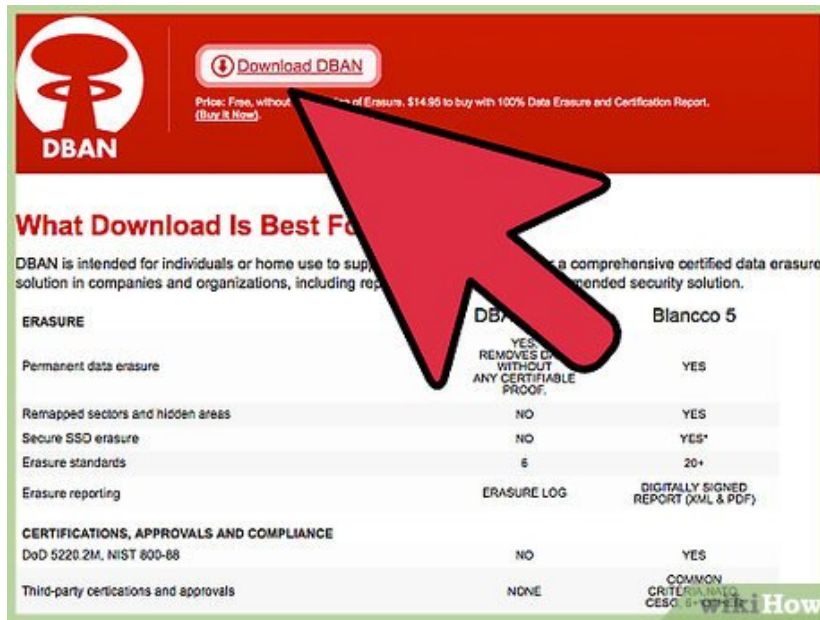 Download DBAN
Price: Free, without of Erasure. $14.95 to buy with 100% Data Erasure and Certification Report.
(Buy It Now).
DBAN
What Download Is Best
DBAN is intended for individuals or home use to a comprehensive certified data erasure
solution in companies and organizations, including security solution.
ERASURE Blancco 5
Permanent data erasure YES, REMOVES WITHOUT ANY CERTIFIABLE PROOF. YES
Remapped sectors and hidden areas NO YES
Secure SSD erasure NO YES*
Erasure standards 6 20+
Erasure reporting ERASURE LOG DIGITALLY SIGNED REPORT (XML & PDF)
CERTIFICATIONS, APPROVALS AND COMPLIANCE
DoD 5220.2M, NIST 800-88 NO YES
Third-party certications and approvals NONE COMMON CRITERIA, NATO,
wikiHow